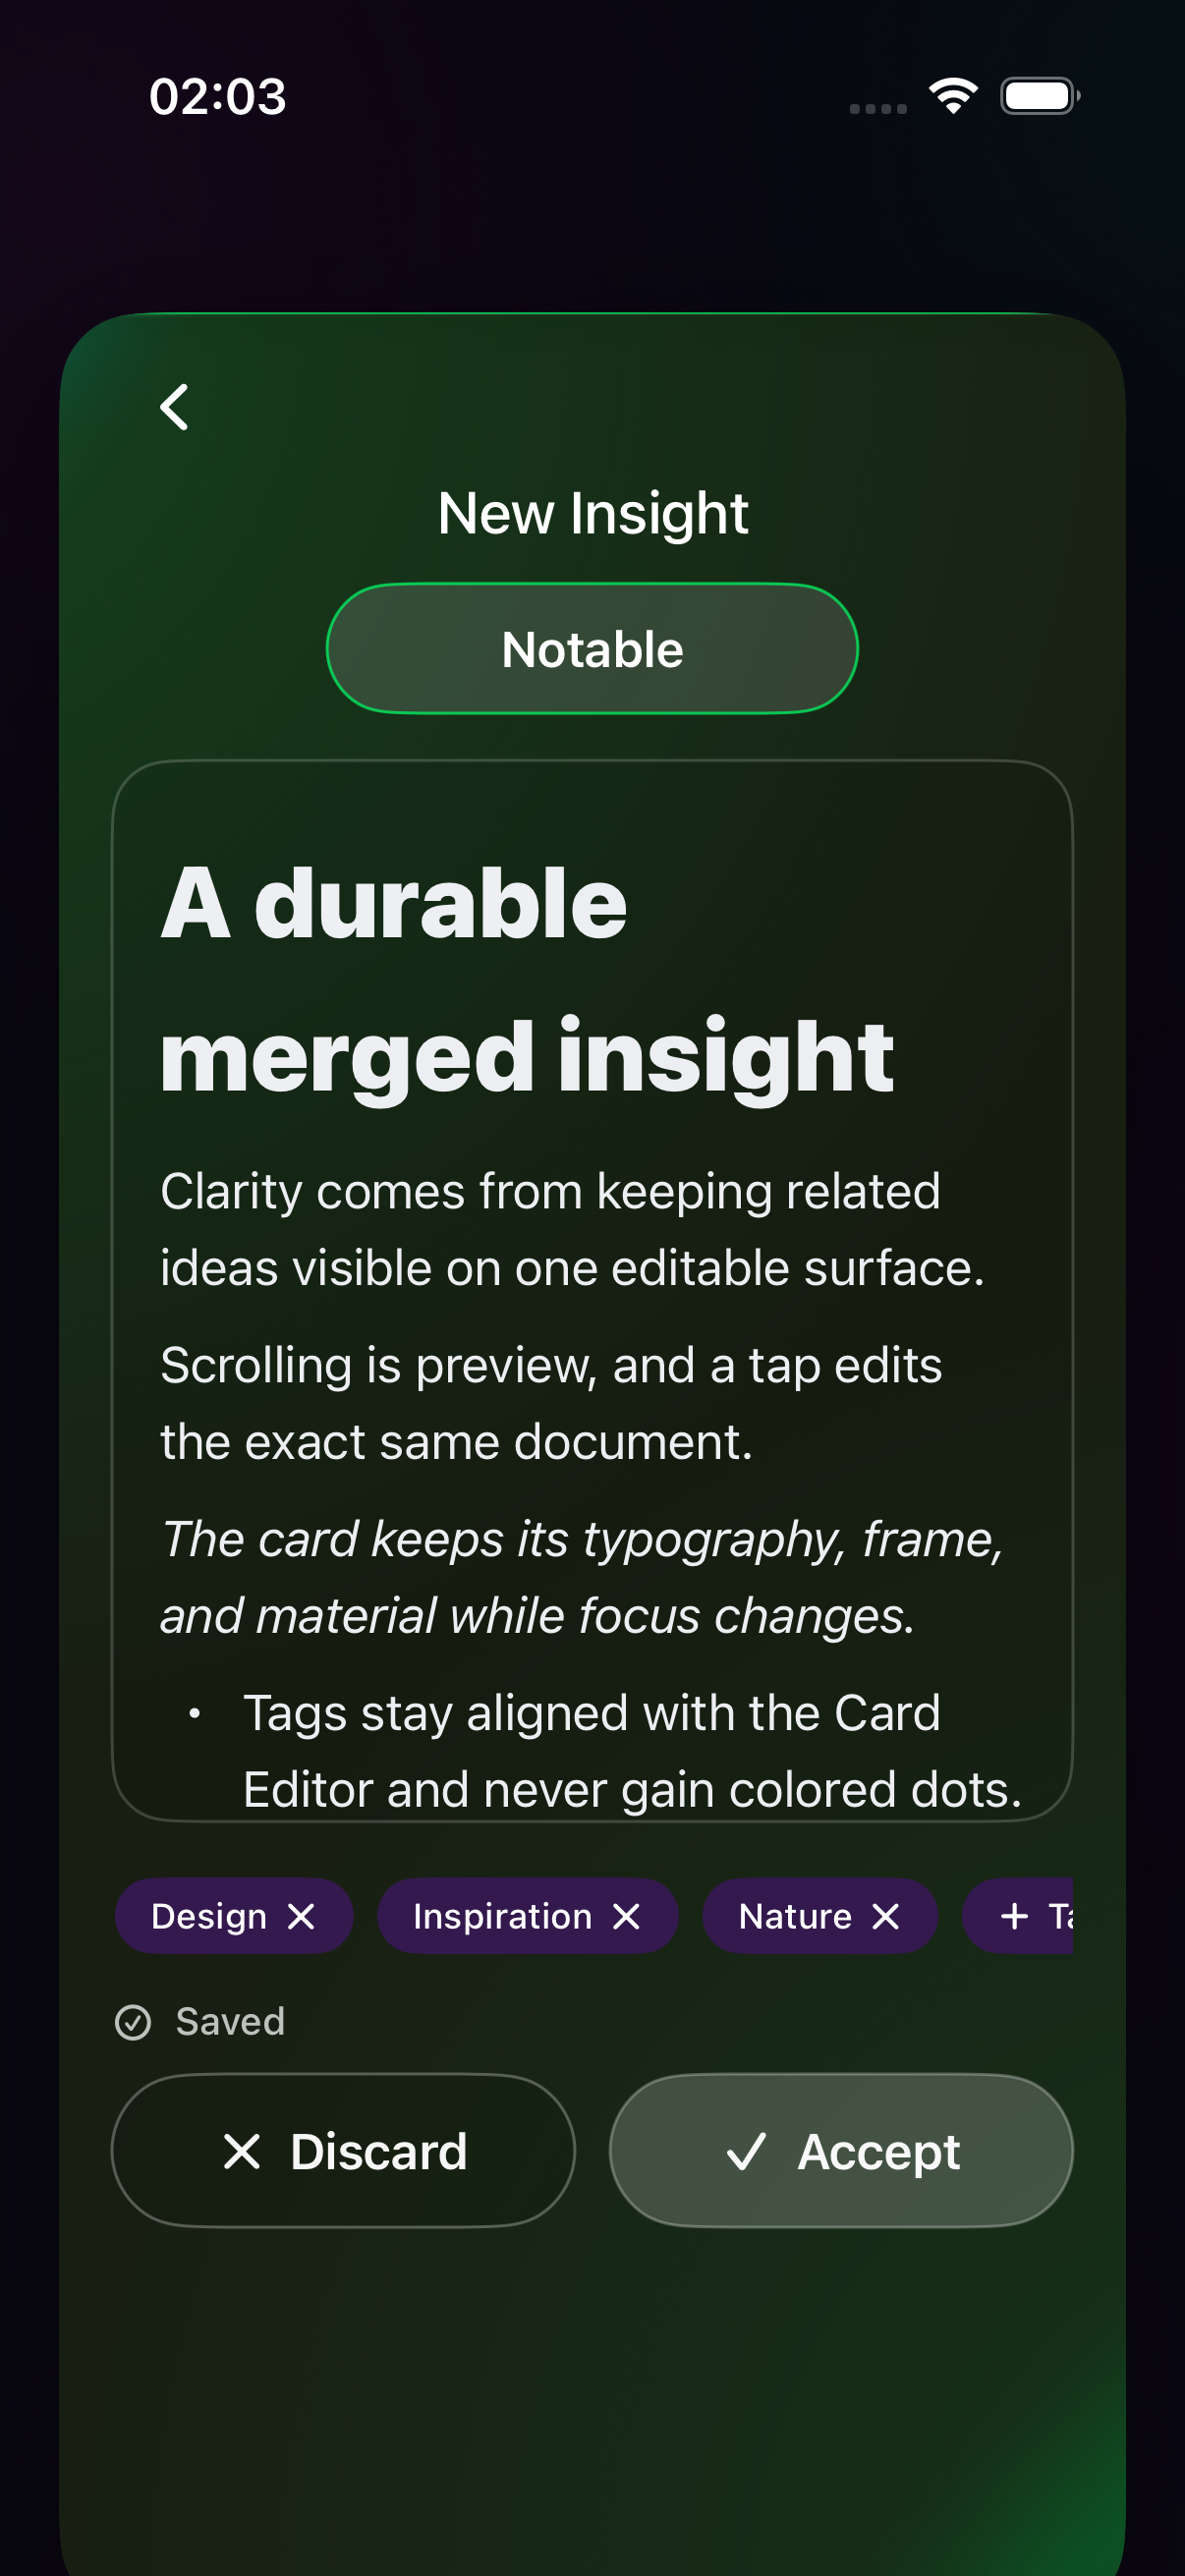 02:03
New Insight
Notable
A durable
merged insight
Clarity comes from keeping related
ideas visible on one editable surface.
Scrolling is preview, and a tap edits
the exact same document.
The card keeps its typography, frame,
and material while focus changes.
• Tags stay aligned with the Card
Editor and never gain colored dots.
Design Inspiration Nature +
Saved
Discard Accept